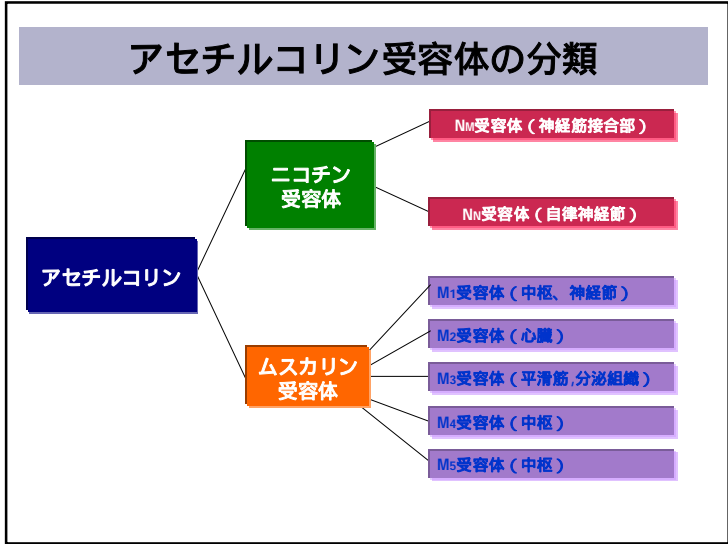 アセチルコリン受容体の分類
NM受容体（神経筋接合部）
ニコチン
受容体
NN受容体（自律神経節）
アセチルコリン
M1受容体（中枢、神経節）
M2受容体（心臓）
ムスカリン
受容体
M3受容体（平滑筋,分泌組織）
M4受容体（中枢）
M5受容体（中枢）